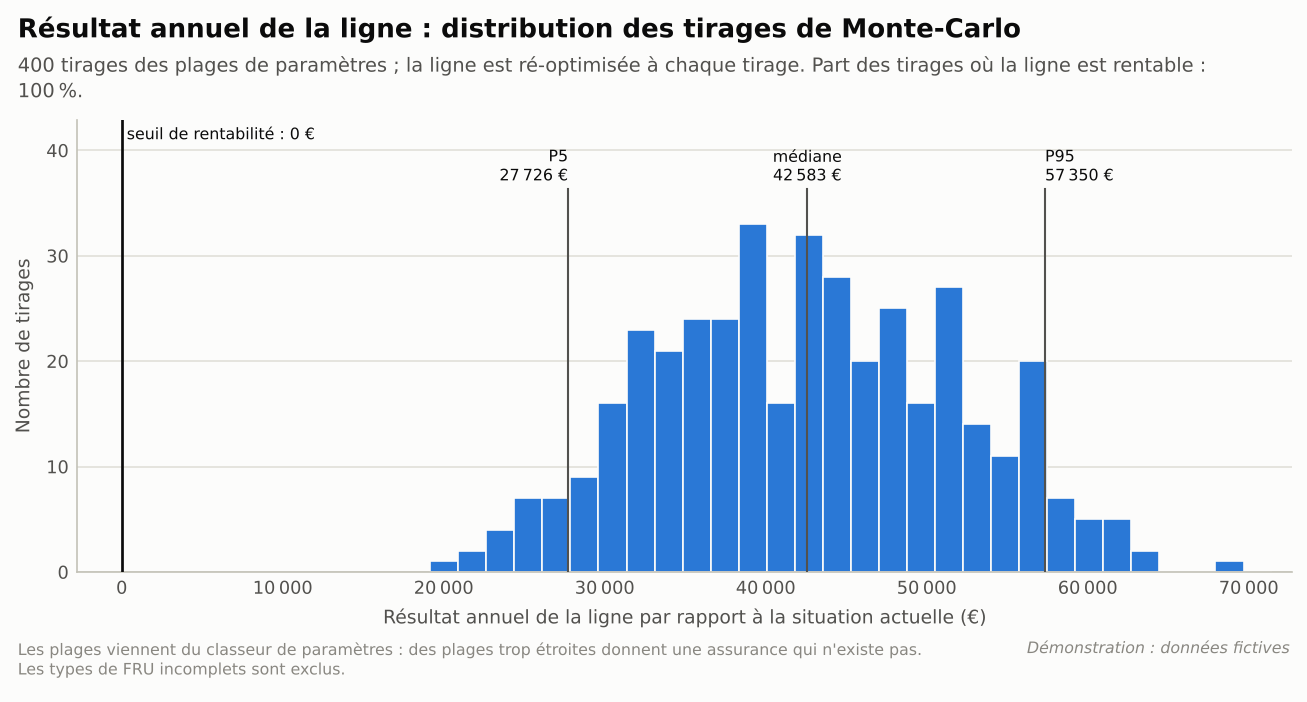 Résultat annuel de la ligne : distribution des tirages de Monte-Carlo
400 tirages des plages de paramètres ; la ligne est ré-optimisée à chaque tirage. Part des tirages où la ligne est rentable :
100 %.
seuil de rentabilité : 0 €
P5
27 726 €
médiane
42 583 €
P95
57 350 €
Nombre de tirages
40
30
20
10
0
0
10 000
20 000
30 000
40 000
50 000
60 000
70 000
Résultat annuel de la ligne par rapport à la situation actuelle (€)
Les plages viennent du classeur de paramètres : des plages trop étroites donnent une assurance qui n'existe pas.
Les types de FRU incomplets sont exclus.
Démonstration : données fictives